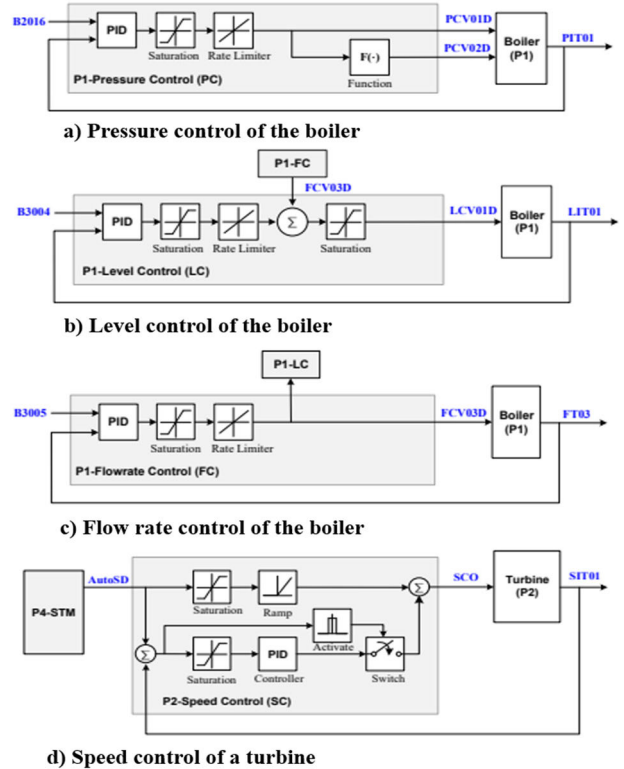 B2016
PID
Saturation
Rate Limiter
F(·)
Function
PCV01D
PCV02D
Boiler
(P1)
PIT01
P1-Pressure Control (PC)
a) Pressure control of the boiler
P1-FC
FCV03D
B3004
PID
Saturation
Rate Limiter
Σ
Saturation
LCV01D
Boiler
(P1)
LIT01
P1-Level Control (LC)
b) Level control of the boiler
P1-LC
B3005
PID
Saturation
Rate Limiter
FCV03D
Boiler
(P1)
FT03
P1-Flowrate Control (FC)
c) Flow rate control of the boiler
P4-STM
AutoSD
Saturation
Ramp
Σ
SCO
Turbine
(P2)
SIT01
Activate
Σ
Saturation
PID
Controller
Switch
P2-Speed Control (SC)
d) Speed control of a turbine